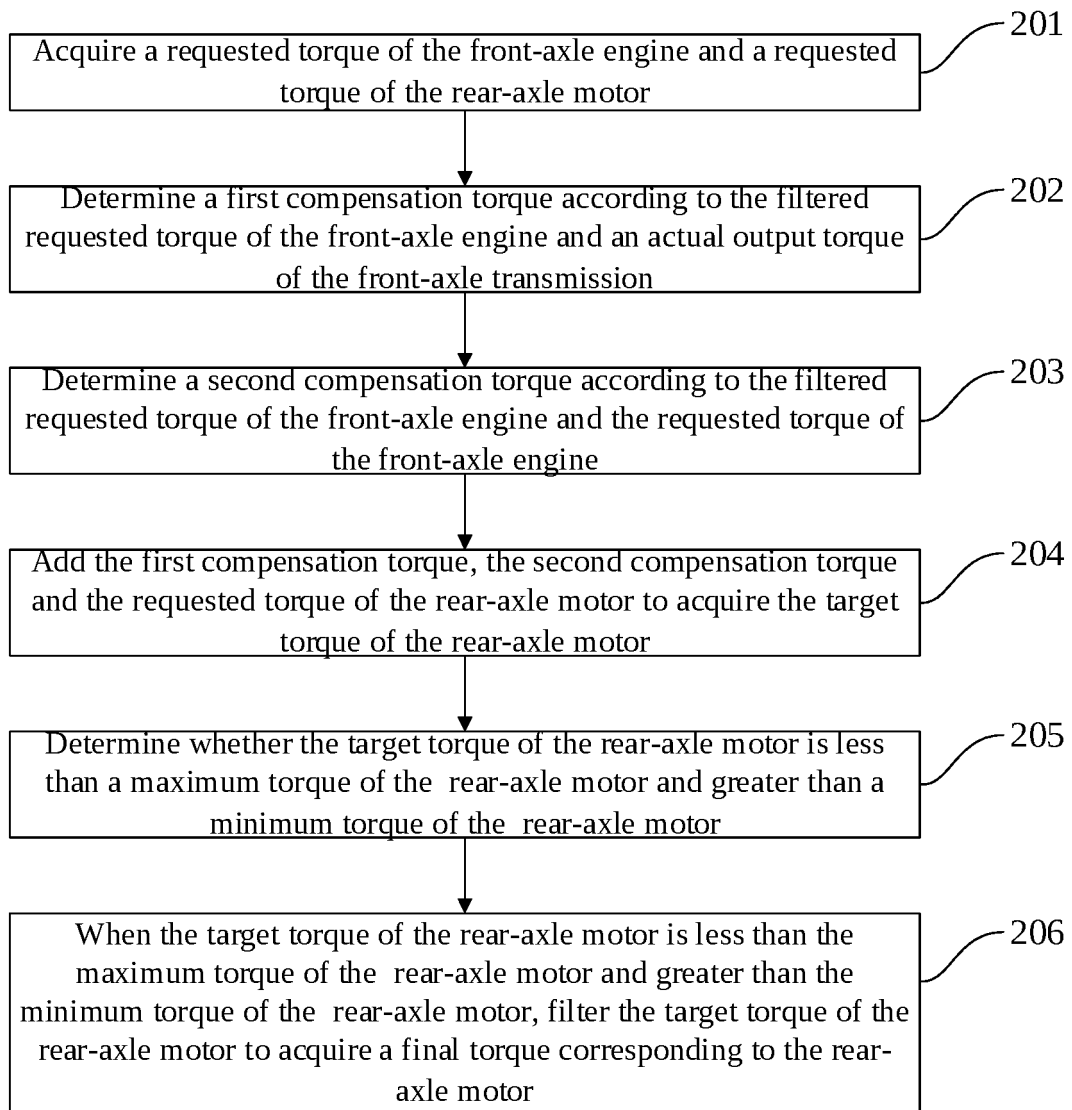 201
Acquire a requested torque of the front-axle engine and a requested
torque of the rear-axle motor
202
Determine a first compensation torque according to the filtered
requested torque of the front-axle engine and an actual output torque
of the front-axle transmission
203
Determine a second compensation torque according to the filtered
requested torque of the front-axle engine and the requested torque of
the front-axle engine
204
Add the first compensation torque, the second compensation torque
and the requested torque of the rear-axle motor to acquire the target
torque of the rear-axle motor
205
Determine whether the target torque of the rear-axle motor is less
than a maximum torque of the rear-axle motor and greater than a
minimum torque of the rear-axle motor
206
When the target torque of the rear-axle motor is less than the
maximum torque of the rear-axle motor and greater than the
minimum torque of the rear-axle motor, filter the target torque of the
rear-axle motor to acquire a final torque corresponding to the rear-
axle motor